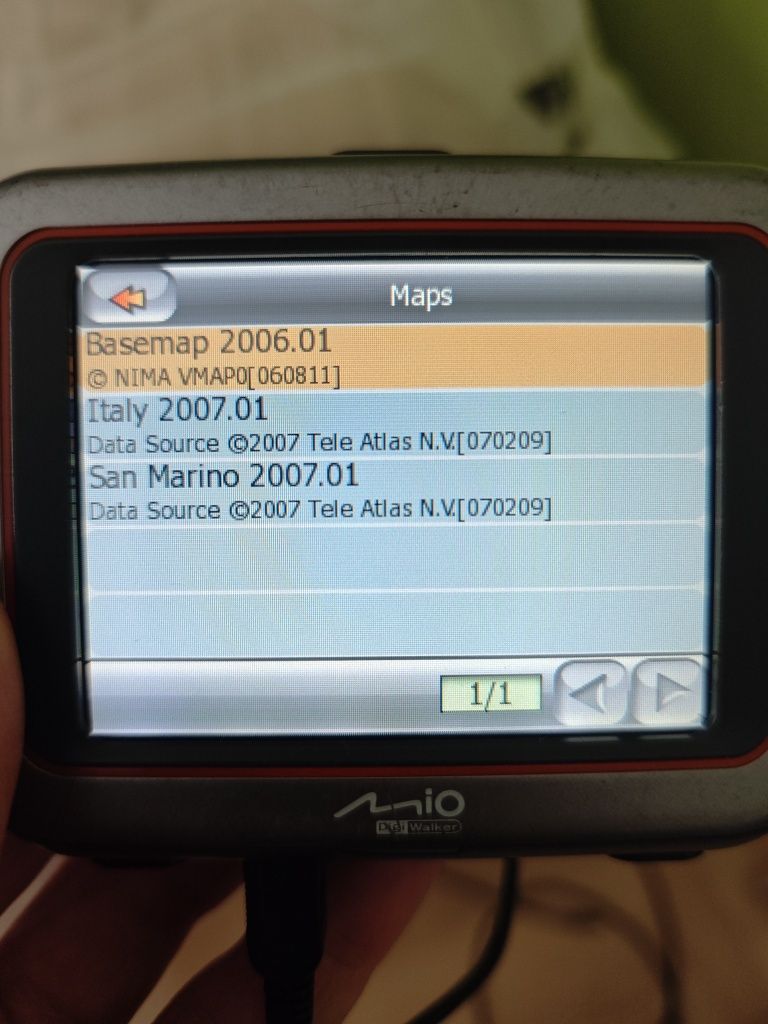 Maps
Basemap 2006.01
© NIMA VMAP0[060811]
Italy 2007.01
Data Source ©2007 Tele Atlas N.V.[070209]
San Marino 2007.01
Data Source ©2007 Tele Atlas N.V.[070209]
1/1
Mio
DigiWalker